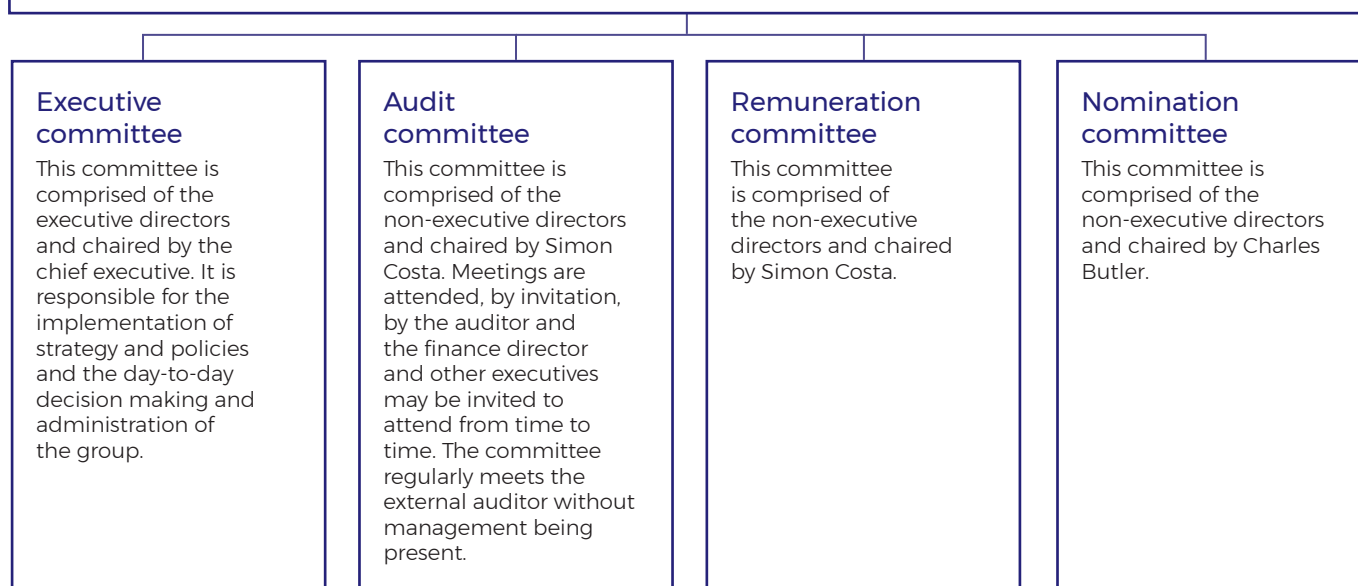 Executive
committee
This committee is
comprised of the
executive directors
and chaired by the
chief executive. It is
responsible for the
implementation of
strategy and policies
and the day-to-day
decision making and
administration of
the group.
Audit
committee
This committee is
comprised of the
non-executive directors
and chaired by Simon
Costa. Meetings are
attended, by invitation,
by the auditor and
the finance director
and other executives
may be invited to
attend from time to
time. The committee
regularly meets the
external auditor without
management being
present.
Remuneration
committee
This committee
is comprised of
the non-executive
directors and chaired
by Simon Costa.
Nomination
committee
This committee is
comprised of the
non-executive directors
and chaired by Charles
Butler.